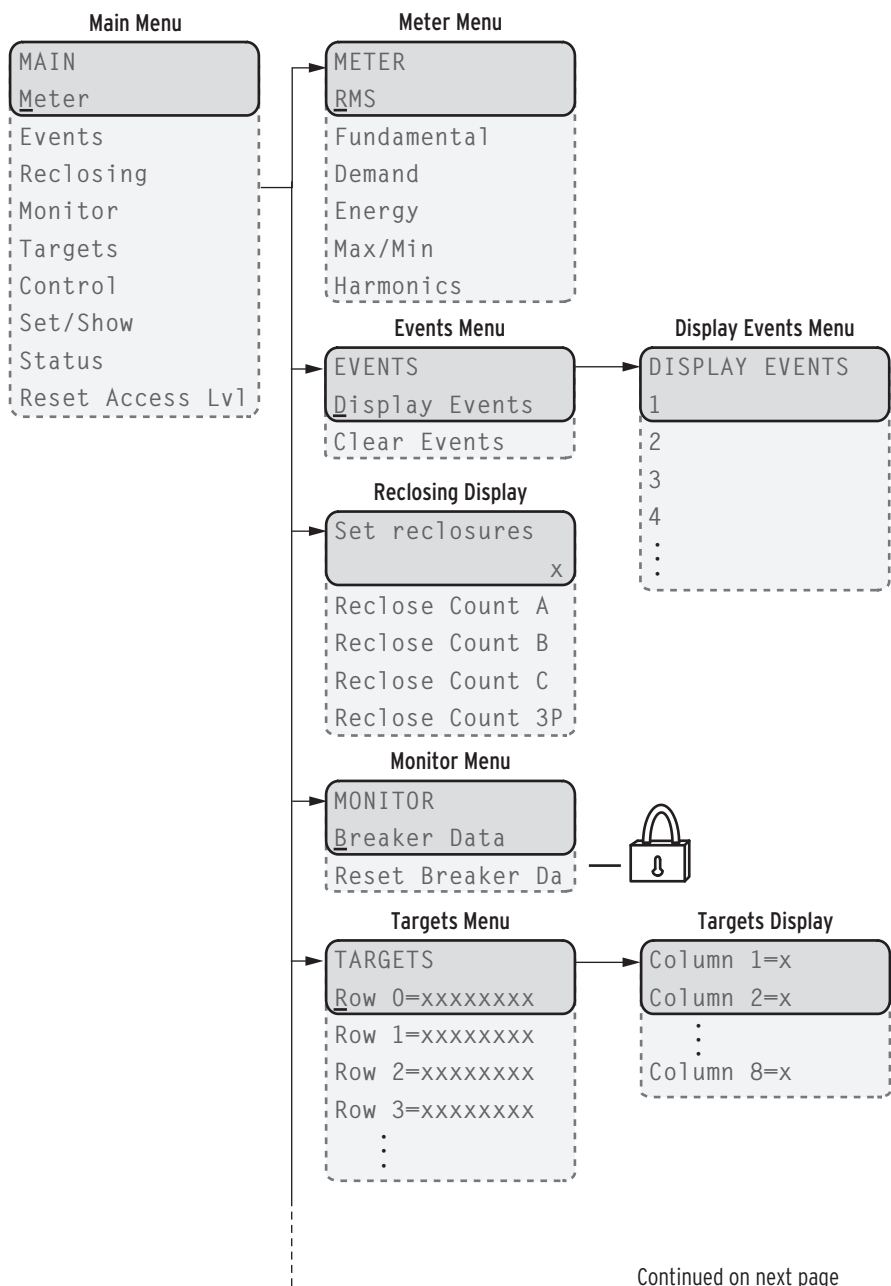 Main Menu
MAIN
Meter
Events
Reclosing
Monitor
Targets
Control
Set/Show
Status
Reset Access Lvl
Meter Menu
METER
RMS
Fundamental
Demand
Energy
Max/Min
Harmonics
Events Menu
EVENTS
Display Events
Clear Events
Display Events Menu
DISPLAY EVENTS
1
2
3
4
Reclosing Display
Set reclosures
x
Reclose Count A
Reclose Count B
Reclose Count C
Reclose Count 3P
Monitor Menu
MONITOR
Breaker Data
Reset Breaker Da
Targets Menu
TARGETS
Row 0=xxxxxxxx
Row 1=xxxxxxxx
Row 2=xxxxxxxx
Row 3=xxxxxxxx
Targets Display
Column 1=x
Column 2=x
Column 8=x
Continued on next page